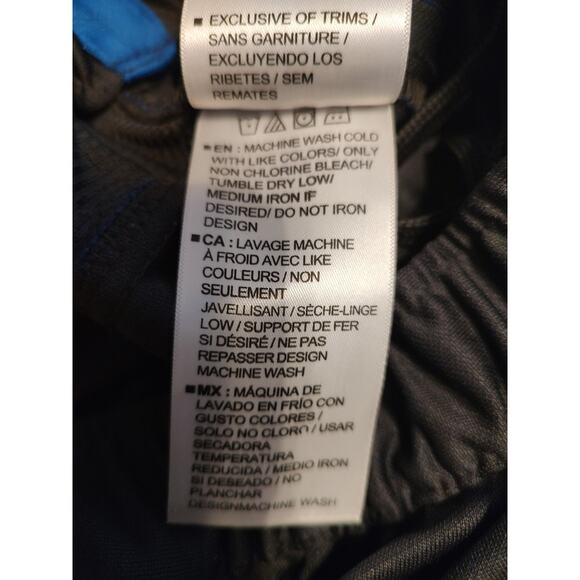 ▪ EXCLUSIVE OF TRIMS /
SANS GARNITURE /
EXCLUYENDO LOS
RIBETES / SEM
REMATES
▪EN : MACHINE WASH COLD
WITH LIKE COLORS/ ONLY
NON CHLORINE BLEACH/
TUMBLE DRY LOW/
MEDIUM IRON IF
DESIRED/ DO NOT IRON
DESIGN
▪CA : LAVAGE MACHINE
À FROID AVEC LIKE
COULEURS / NON
SEULEMENT
JAVELLISANT / SÈCHE-LINGE
LOW / SUPPORT DE FER
SI DÉSIRÉ / NE PAS
REPASSER DESIGN
MACHINE WASH
▪MX : MÁQUINA DE
LAVADO EN FRÍO CON
GUSTO COLORES /
SOLO NO CLORO / USAR
SECADORA
TEMPERATURA
REDUCIDA / MEDIO IRON
SI DESEADO / NO
PLANCHAR
DESIGNMACHINE WASH